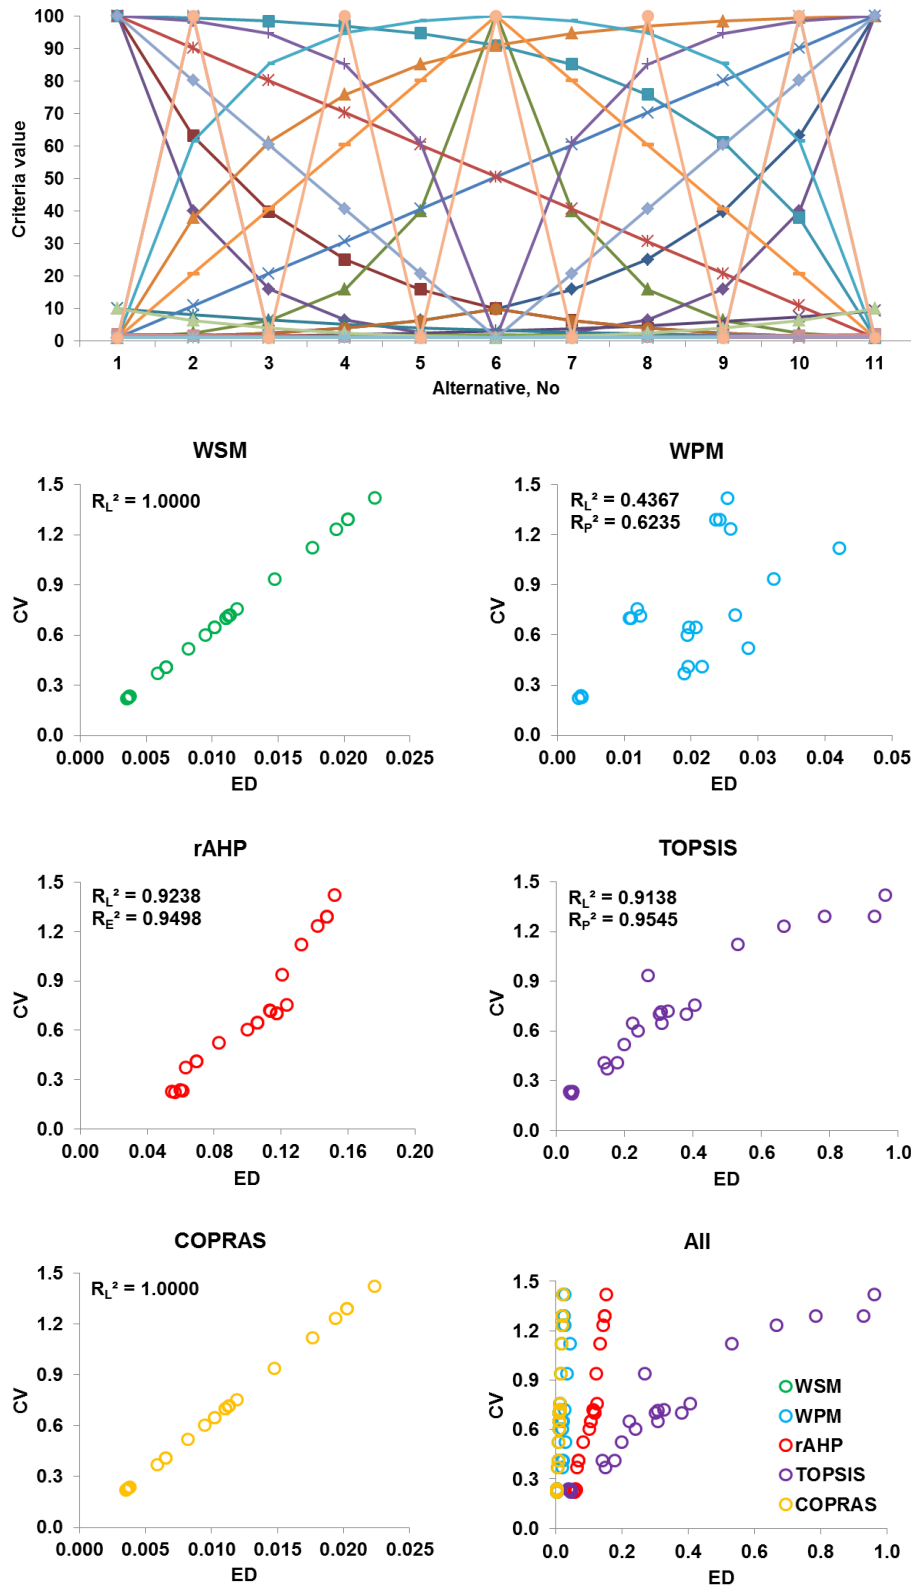 100
90
80
70
60
50
40
30
20
10
0
Criteria value
1 2 3 4 5 6 7 8 9 10 11
Alternative, No
WSM
R_L² = 1.0000
1.5
1.2
0.9
0.6
0.3
0.0
CV
0.000 0.005 0.010 0.015 0.020 0.025
ED
WPM
R_L² = 0.4367
R_P² = 0.6235
1.5
1.2
0.9
0.6
0.3
0.0
CV
0.00 0.01 0.02 0.03 0.04 0.05
ED
rAHP
R_L² = 0.9238
R_E² = 0.9498
1.5
1.2
0.9
0.6
0.3
0.0
CV
0.00 0.04 0.08 0.12 0.16 0.20
ED
TOPSIS
R_L² = 0.9138
R_P² = 0.9545
1.5
1.2
0.9
0.6
0.3
0.0
CV
0.0 0.2 0.4 0.6 0.8 1.0
ED
COPRAS
R_L² = 1.0000
1.5
1.2
0.9
0.6
0.3
0.0
CV
0.000 0.005 0.010 0.015 0.020 0.025
ED
All
1.5
1.2
0.9
0.6
0.3
0.0
CV
WSM
WPM
rAHP
TOPSIS
COPRAS
0.0 0.2 0.4 0.6 0.8 1.0
ED